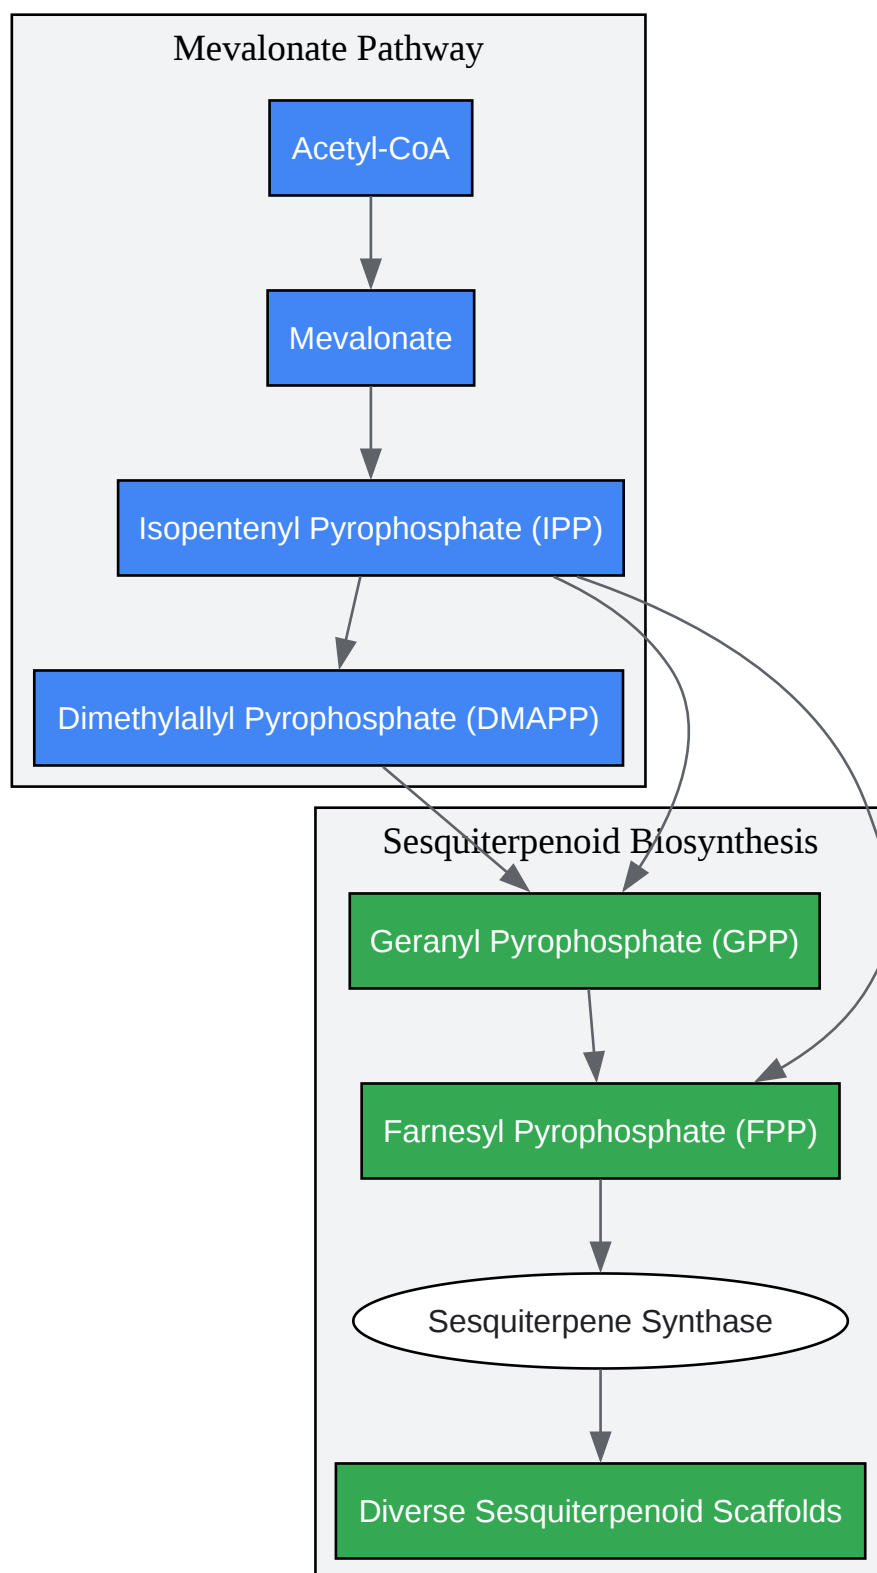 Mevalonate Pathway
Acetyl-CoA
Mevalonate
Isopentenyl Pyrophosphate (IPP)
Dimethylallyl Pyrophosphate (DMAPP)
Sesquiterpenoid Biosynthesis
Geranyl Pyrophosphate (GPP)
Farnesyl Pyrophosphate (FPP)
Sesquiterpene Synthase
Diverse Sesquiterpenoid Scaffolds